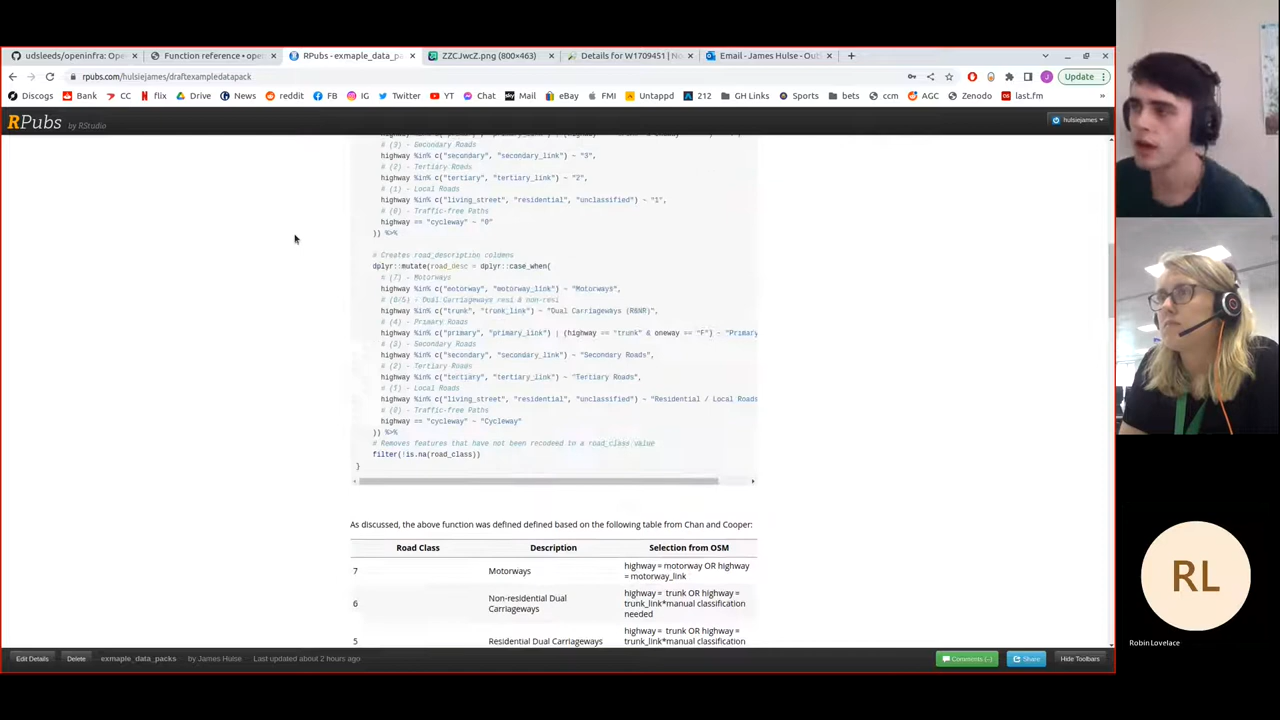 udsleeds/openinfra: Ope
Function reference • open
RPubs - exmaple_data_pa
ZZCJwcZ.png (800×463)
Details for W1709451 | No
Email - James Hulse - Out
rpubs.com/hulsiejames/draftexampledatapack
J
Update
Discogs
Bank
CC
flix
Drive
News
reddit
FB
IG
Twitter
YT
Chat
Mail
eBay
FMI
Untappd
212
GH Links
Sports
bets
ccm
AGC
Zenodo
last.fm
»
RPubs by RStudio
hulsiejames
# (3) - Secondary Roads
highway %in% c("secondary", "secondary_link") ~ "3",
# (2) - Tertiary Roads
highway %in% c("tertiary", "tertiary_link") ~ "2",
# (1) - Local Roads
highway %in% c("living_street", "residential", "unclassified") ~ "1",
# (0) - Traffic-free Paths
highway == "cycleway" ~ "0"
)) %>%
# Creates road_description columns
dplyr::mutate(road_desc = dplyr::case_when(
# (7) - Motorways
highway %in% c("motorway", "motorway_link") ~ "Motorways",
# (6/5) - Dual Carriageways resi & non-resi
highway %in% c("trunk", "trunk_link") ~ "Dual Carriageways (R&NR)",
# (4) - Primary Roads
highway %in% c("primary", "primary_link") | (highway == "trunk" & oneway == "F") ~ "Primary
# (3) - Secondary Roads
highway %in% c("secondary", "secondary_link") ~ "Secondary Roads",
# (2) - Tertiary Roads
highway %in% c("tertiary", "tertiary_link") ~ "Tertiary Roads",
# (1) - Local Roads
highway %in% c("living_street", "residential", "unclassified") ~ "Residential / Local Roads
# (0) - Traffic-free Paths
highway == "cycleway" ~ "Cycleway"
)) %>%
# Removes features that have not been recoded to a road_class value
filter(!is.na(road_class))
}
As discussed, the above function was defined defined based on the following table from Chan and Cooper:
Road Class Description Selection from OSM
7 Motorways highway = motorway OR highway
= motorway_link
6 Non-residential Dual Carriageways highway = trunk OR highway =
trunk_link*manual classification
needed
5 Residential Dual Carriageways highway = trunk OR highway =
trunk_link*manual classification
Edit Details
Delete
exmaple_data_packs
by James Hulse
Last updated about 2 hours ago
Comments (–)
Share
Hide Toolbars
RL
Robin Lovelace